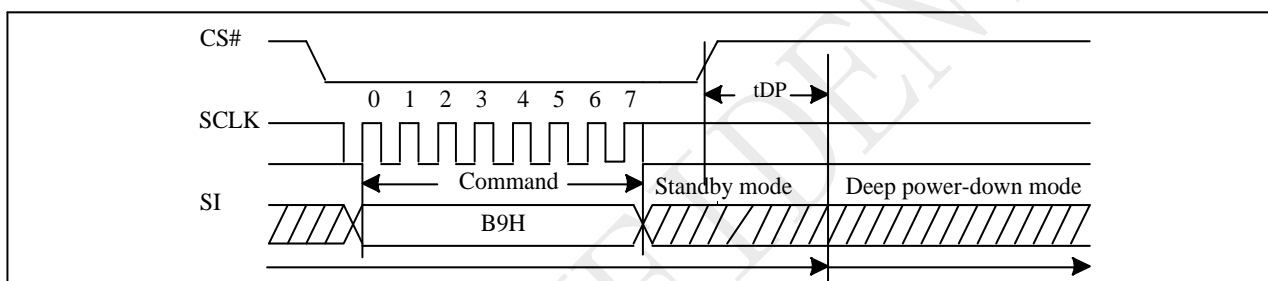 CS#
tDP
0 1 2 3 4 5 6 7
SCLK
Command
Standby mode
Deep power-down mode
SI
B9H